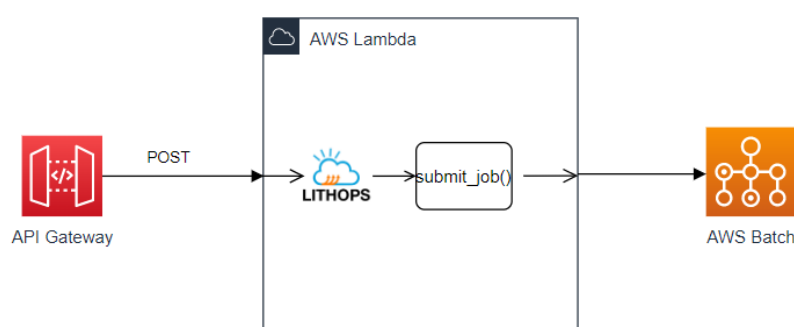 AWS Lambda
POST
</>
LITHOPS
submit_job()
API Gateway
AWS Batch